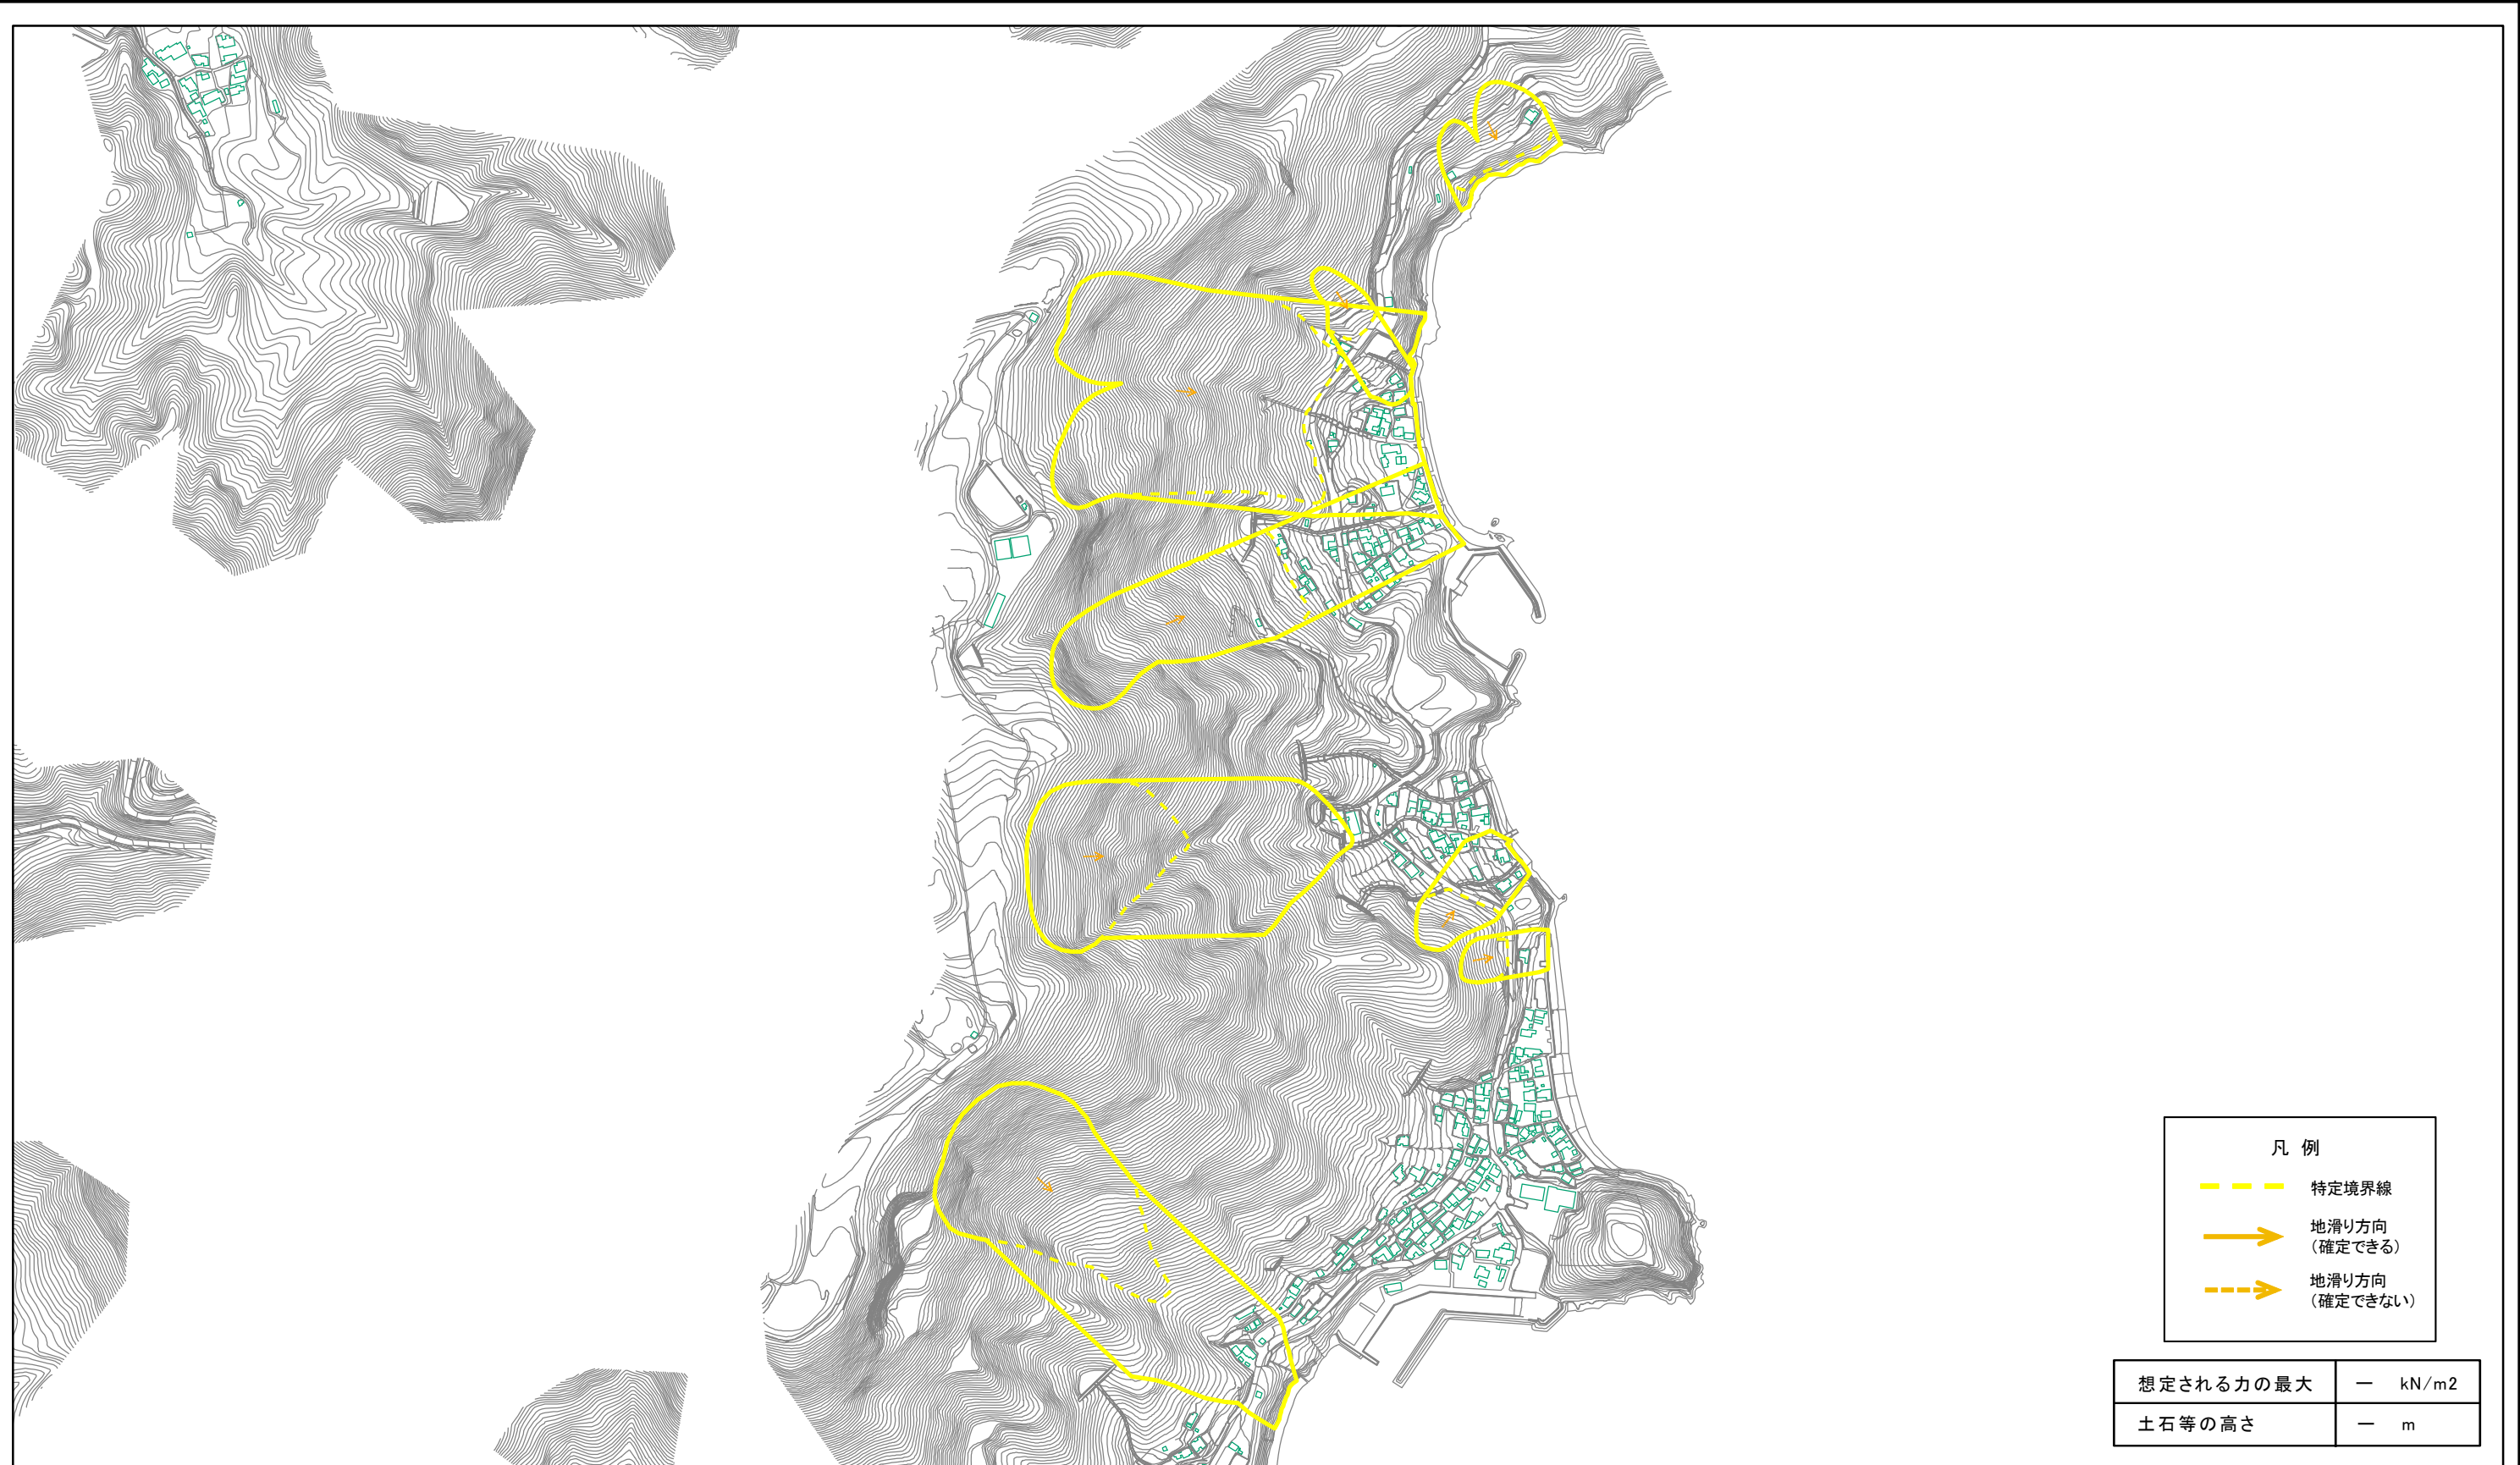 凡 例
特定境界線
地滑り方向
（確定できる）
地滑り方向
（確定できない）
想定される力の最大 ー kN/m2
土石等の高さ ー m